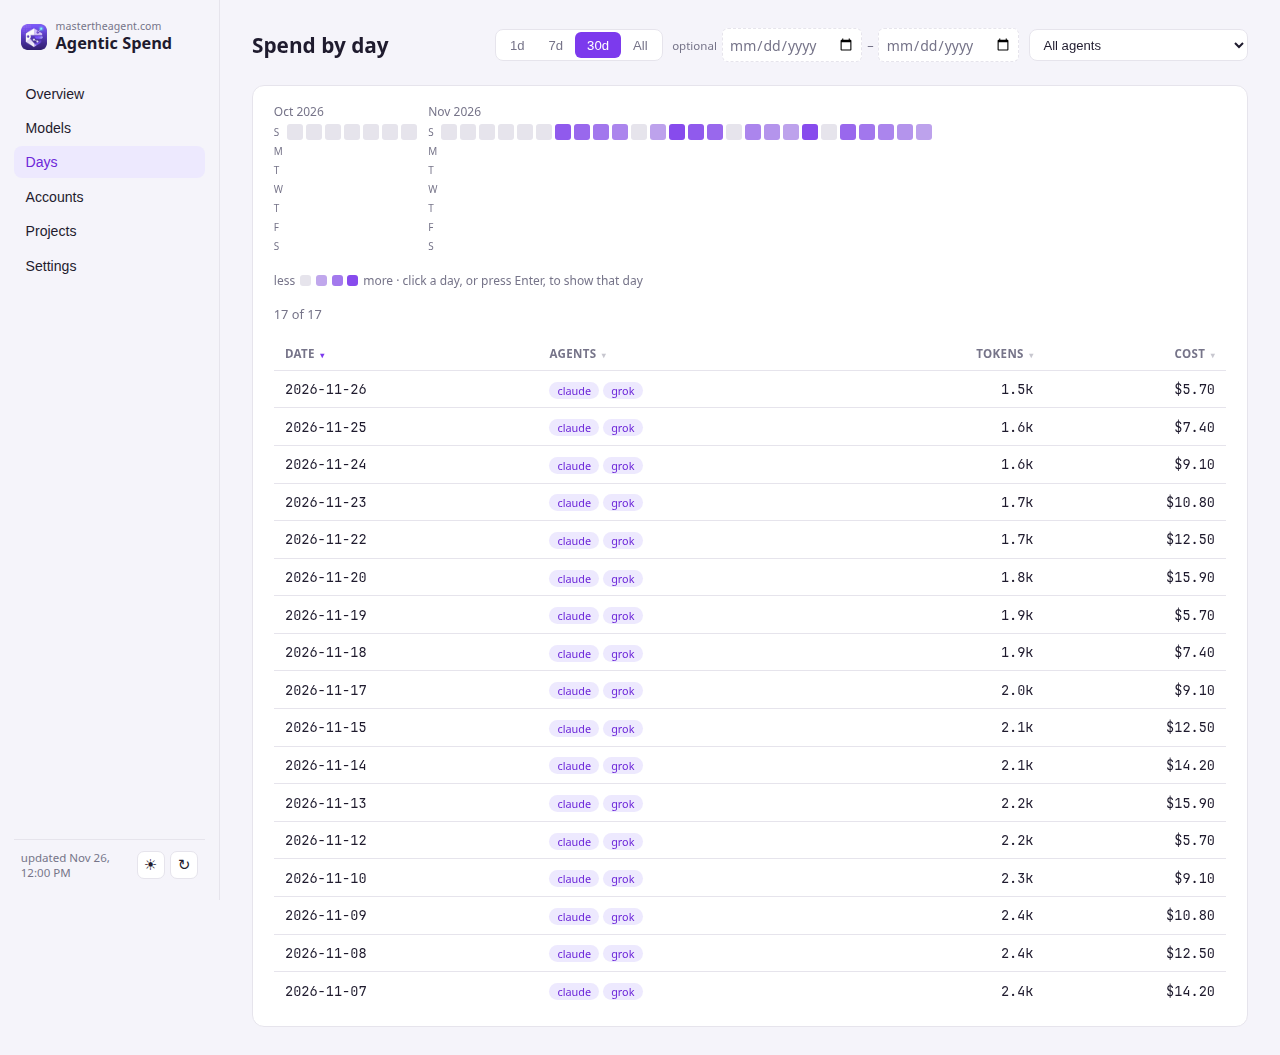 mastertheagent.com
Agentic Spend
Overview
Models
Days
Accounts
Projects
Settings
updated Nov 26,
12:00 PM
Spend by day
1d 7d 30d All optional mm/dd/yyyy – mm/dd/yyyy All agents
Oct 2026 Nov 2026
S S
M M
T T
W W
T T
F F
S S
less more · click a day, or press Enter, to show that day
17 of 17
DATE ▼ AGENTS ▼ TOKENS ▼ COST ▼
2026-11-26 claude grok 1.5k $5.70
2026-11-25 claude grok 1.6k $7.40
2026-11-24 claude grok 1.6k $9.10
2026-11-23 claude grok 1.7k $10.80
2026-11-22 claude grok 1.7k $12.50
2026-11-20 claude grok 1.8k $15.90
2026-11-19 claude grok 1.9k $5.70
2026-11-18 claude grok 1.9k $7.40
2026-11-17 claude grok 2.0k $9.10
2026-11-15 claude grok 2.1k $12.50
2026-11-14 claude grok 2.1k $14.20
2026-11-13 claude grok 2.2k $15.90
2026-11-12 claude grok 2.2k $5.70
2026-11-10 claude grok 2.3k $9.10
2026-11-09 claude grok 2.4k $10.80
2026-11-08 claude grok 2.4k $12.50
2026-11-07 claude grok 2.4k $14.20